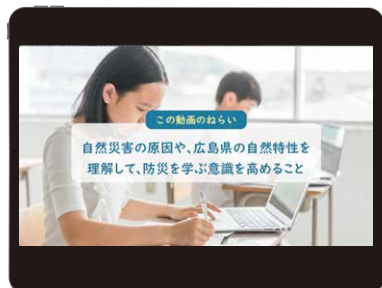 この動画のねらい
自然災害の原因や、広島県の自然特性を
理解して、防災を学ぶ意識を高めること